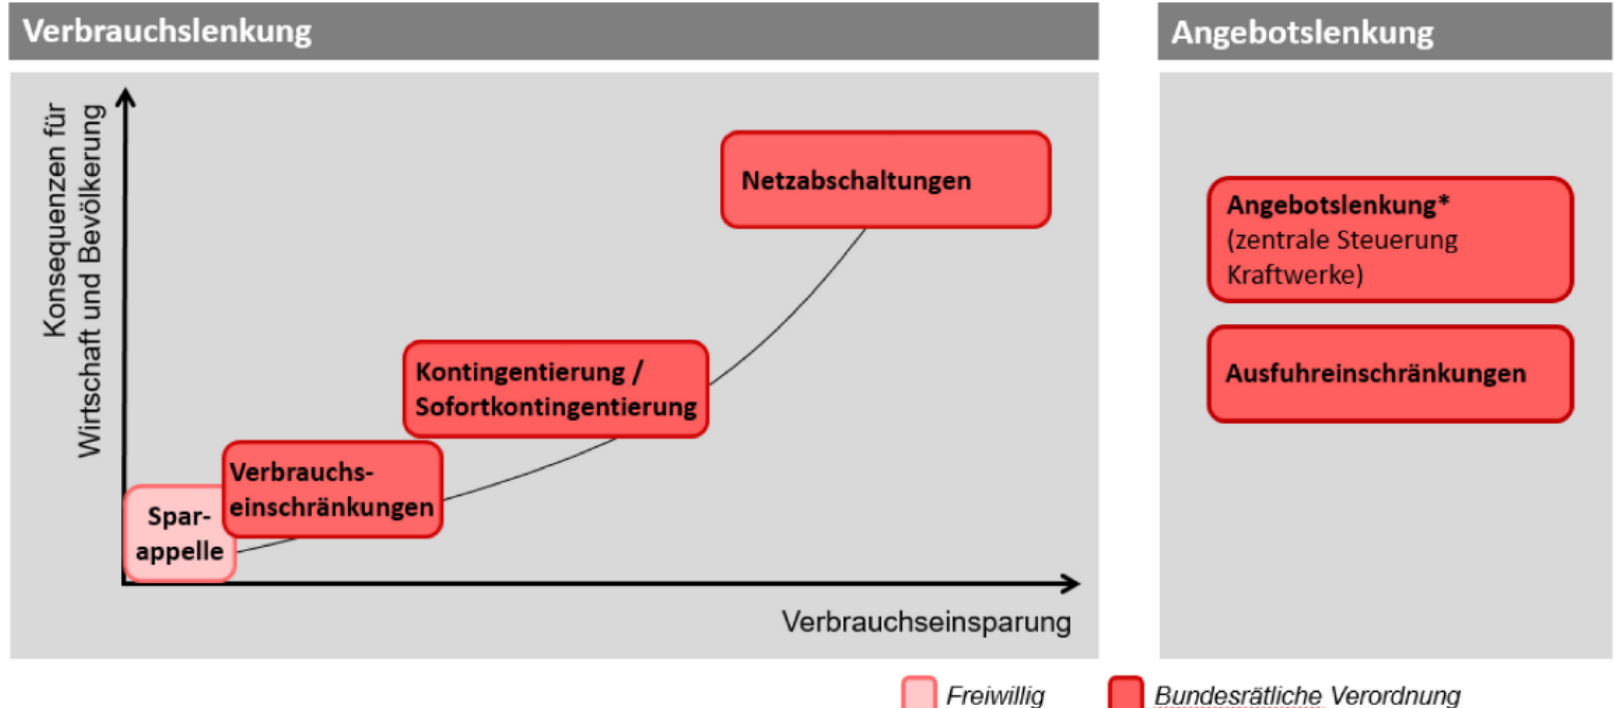 Verbrauchslenkung
Konsequenzen für
Wirtschaft und Bevölkerung
Netzabschaltungen
Kontingentierung /
Sofortkontingentierung
Verbrauchs-
einschränkungen
Spar-
appelle
Verbrauchseinsparung
Angebotslenkung
Angebotslenkung*
(zentrale Steuerung
Kraftwerke)
Ausfuhreinschränkungen
Freiwillig
Bundesrätliche Verordnung